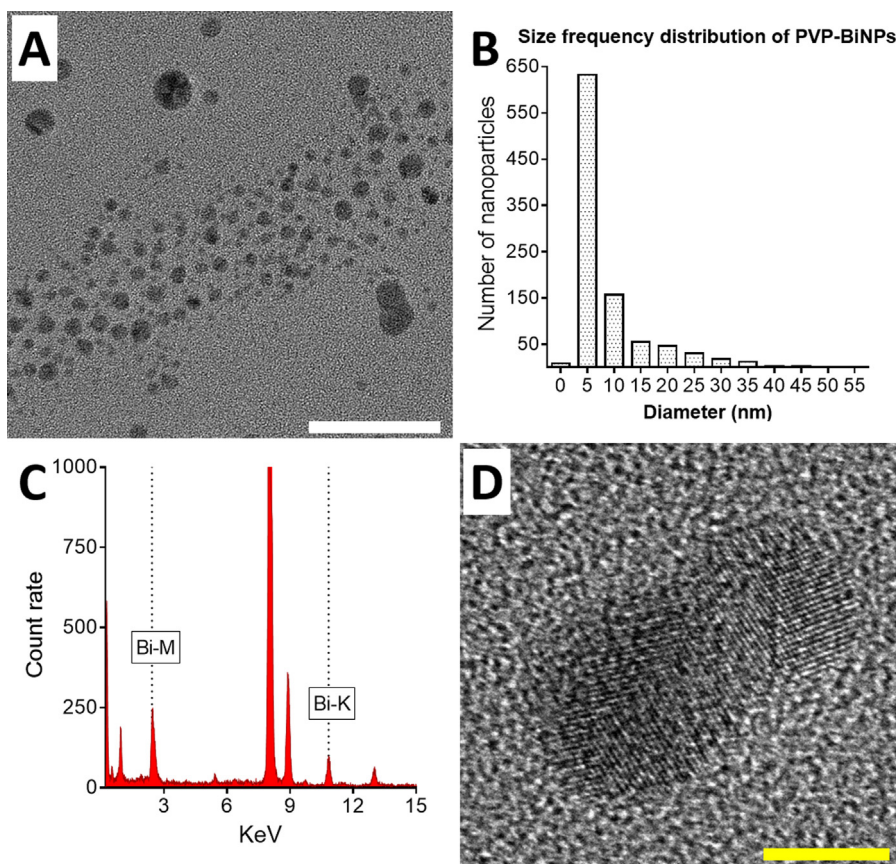 A
B
Size frequency distribution of PVP-BiNPs
Number of nanoparticles
650
550
450
350
250
150
50
0 5 10 15 20 25 30 35 40 45 50 55
Diameter (nm)
C
Count rate
1000
750
500
250
0
Bi-M
Bi-K
3 6 9 12 15
KeV
D